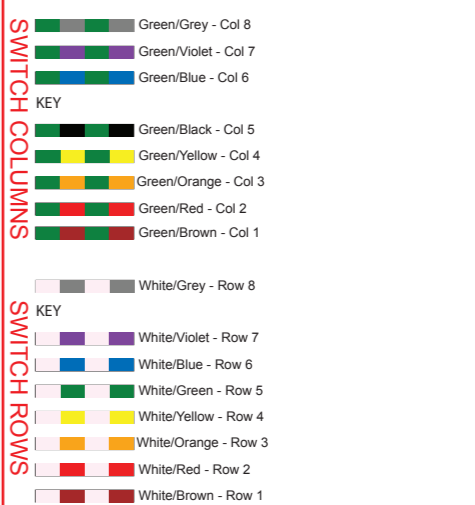 SWITCH COLUMNS
Green/Grey - Col 8
Green/Violet - Col 7
Green/Blue - Col 6
KEY
Green/Black - Col 5
Green/Yellow - Col 4
Green/Orange - Col 3
Green/Red - Col 2
Green/Brown - Col 1
SWITCH ROWS
White/Grey - Row 8
KEY
White/Violet - Row 7
White/Blue - Row 6
White/Green - Row 5
White/Yellow - Row 4
White/Orange - Row 3
White/Red - Row 2
White/Brown - Row 1